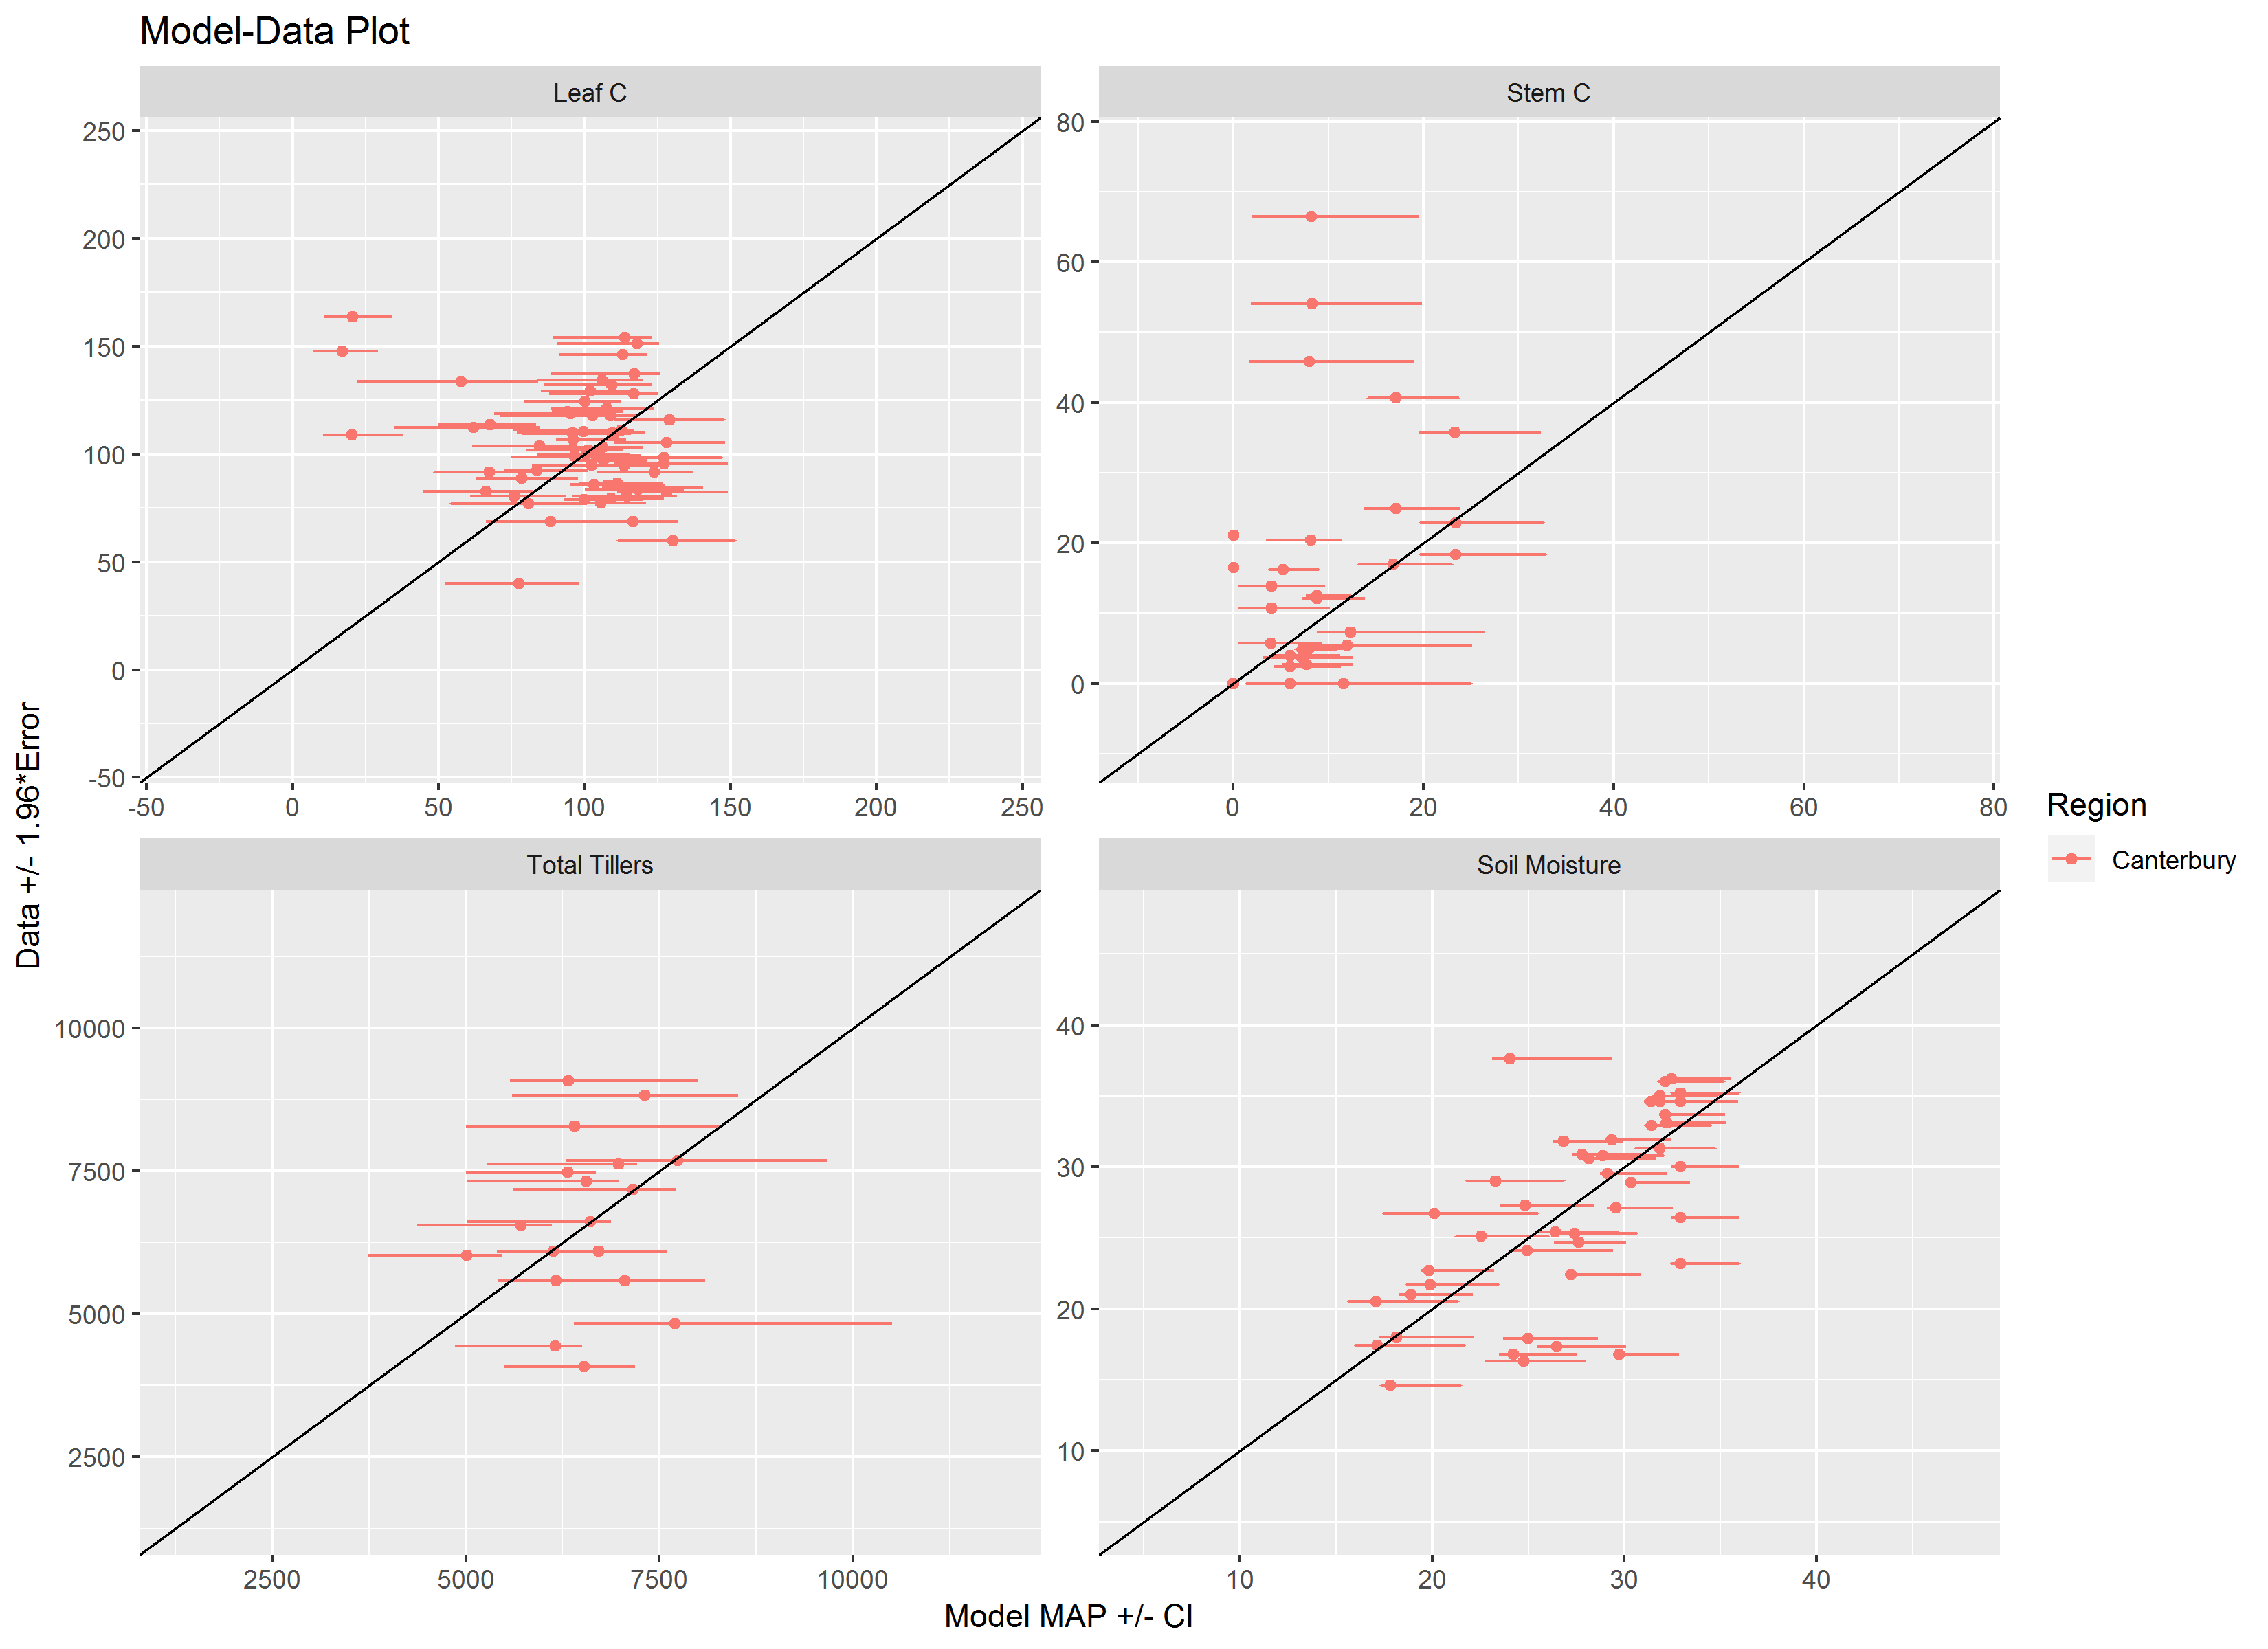 Model-Data Plot
Leaf C
Stem C
250
200
150
100
50
0
-50
80
60
40
20
0
-50 0 50 100 150 200 250
0 20 40 60 80
Total Tillers
Soil Moisture
10000
7500
5000
2500
40
30
20
10
2500 5000 7500 10000
10 20 30 40
Model MAP +/- CI
Data +/- 1.96*Error
Region
Canterbury